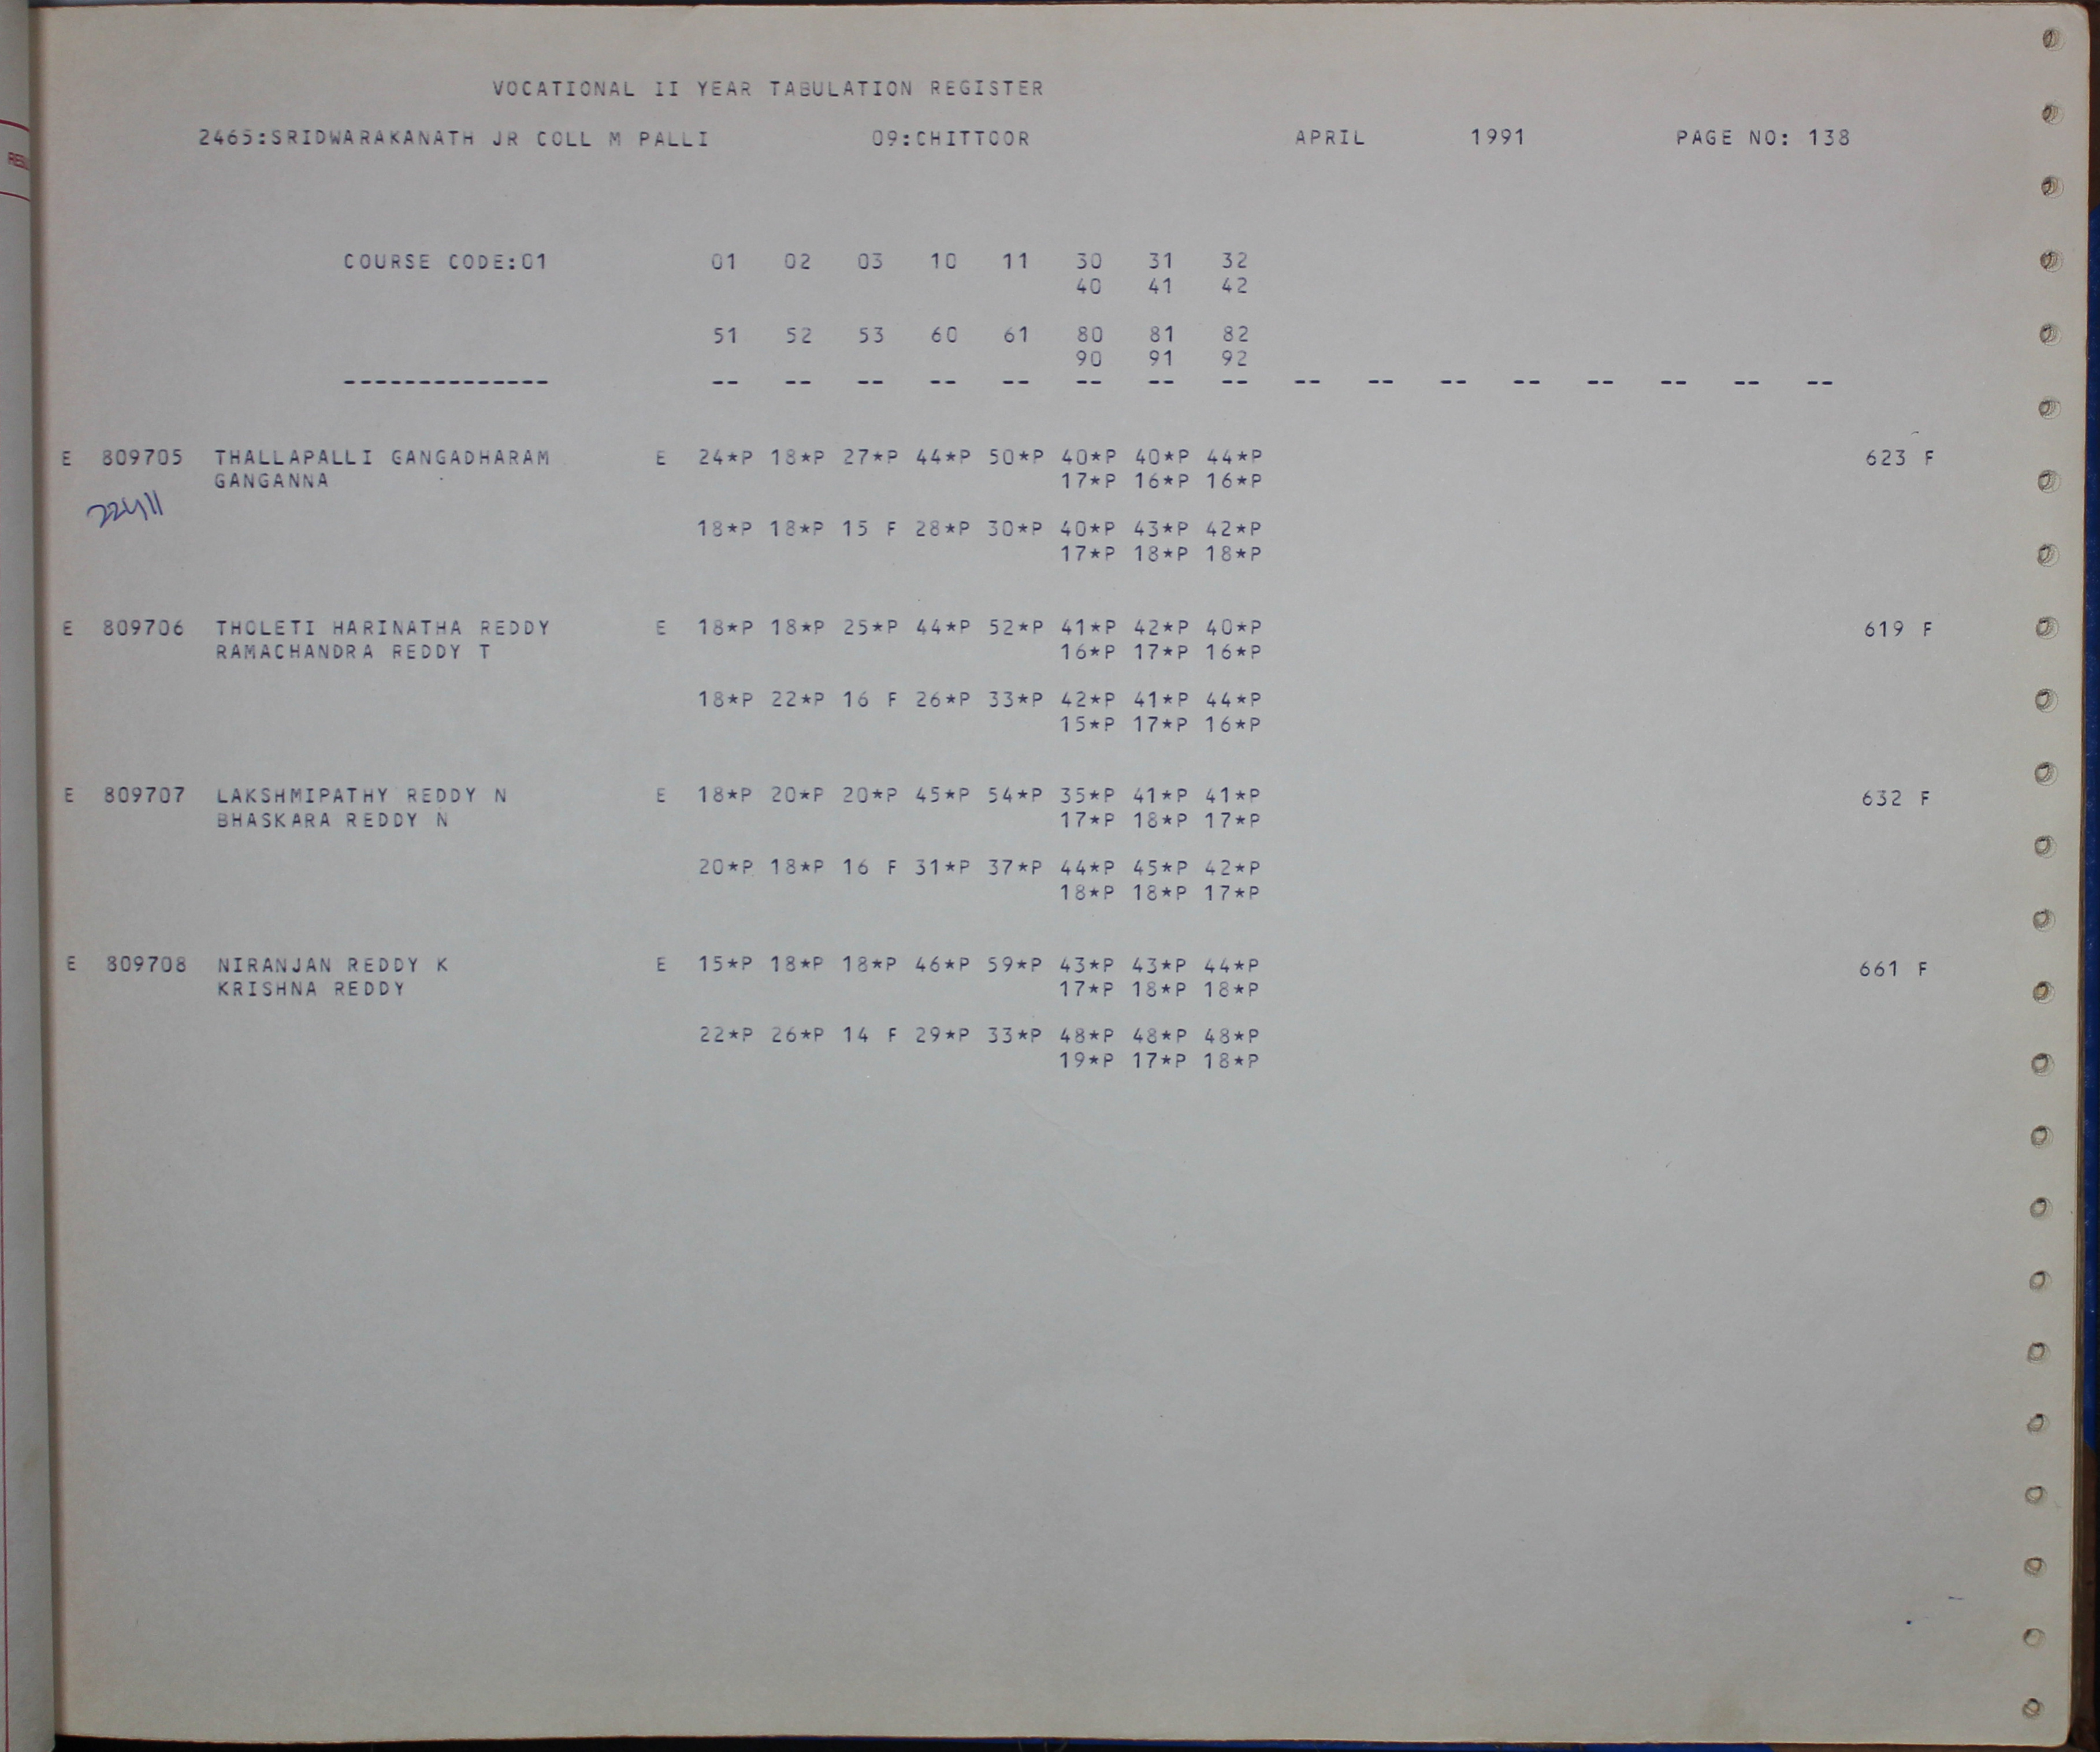 VOCATIONAL II YEAR TABULATION REGISTER
2465:SRIDWARAKANATH JR COLL M PALLI 09:CHITTOOR APRIL 1991 PAGE NO: 138
COURSE CODE:01 01 02 03 10 11 30 31 32
40 41 42
51 52 53 60 61 80 81 82
90 91 92
-------------- -- -- -- -- -- -- -- -- -- -- -- -- -- -- -- --
E 809705 THALLAPALLI GANGADHARAM E 24*P 18*P 27*P 44*P 50*P 40*P 40*P 44*P 623 F
GANGANNA 17*P 16*P 16*P
18*P 18*P 15 F 28*P 30*P 40*P 43*P 42*P
17*P 18*P 18*P
E 809706 THOLETI HARINATHA REDDY E 18*P 18*P 25*P 44*P 52*P 41*P 42*P 40*P 619 F
RAMACHANDRA REDDY T 16*P 17*P 16*P
18*P 22*P 16 F 26*P 33*P 42*P 41*P 44*P
15*P 17*P 16*P
E 809707 LAKSHMIPATHY REDDY N E 18*P 20*P 20*P 45*P 54*P 35*P 41*P 41*P 632 F
BHASKARA REDDY N 17*P 18*P 17*P
20*P 18*P 16 F 31*P 37*P 44*P 45*P 42*P
18*P 18*P 17*P
E 809708 NIRANJAN REDDY K E 15*P 18*P 18*P 46*P 59*P 43*P 43*P 44*P 661 F
KRISHNA REDDY 17*P 18*P 18*P
22*P 26*P 14 F 29*P 33*P 48*P 48*P 48*P
19*P 17*P 18*P